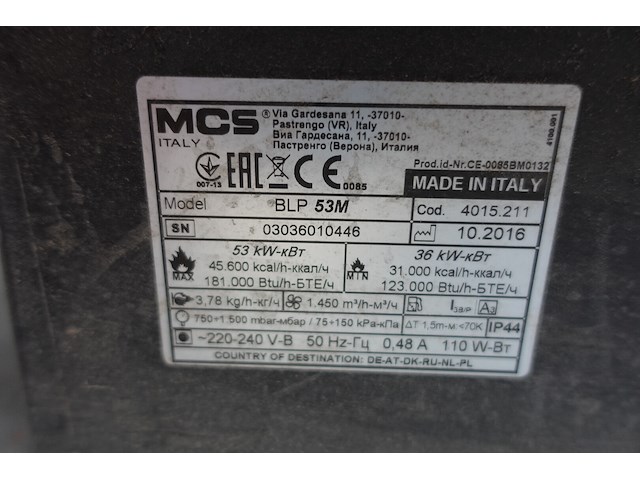 MCS ® Via Gardesana 11, -37010-
Pastrengo (VR), Italy
ITALY Виа Гардесана, 11, -37010-
Пастренго (Верона), Италия
4100.991
Prod.id-Nr.CE-0085BM0132
007-13 EAC CE 0085 MADE IN ITALY
Model BLP 53M Cod. 4015.211
SN 03036010446 10.2016
MAX 53 kW-кВт
45.600 kcal/h-ккал/ч
181.000 Btu/h-БТЕ/ч
MIN 36 kW-кВт
31.000 kcal/h-ккал/ч
123.000 Btu/h-БТЕ/ч
3,78 kg/h-кг/ч 1.450 m³/h-м³/ч I3B/P A3
750÷1.500 mbar-мбар / 75÷150 kPa-кПа ΔT 1,5m-м:<70K IP44
~220-240 V-В 50 Hz-Гц 0,48 A 110 W-Вт
COUNTRY OF DESTINATION: DE-AT-DK-RU-NL-PL